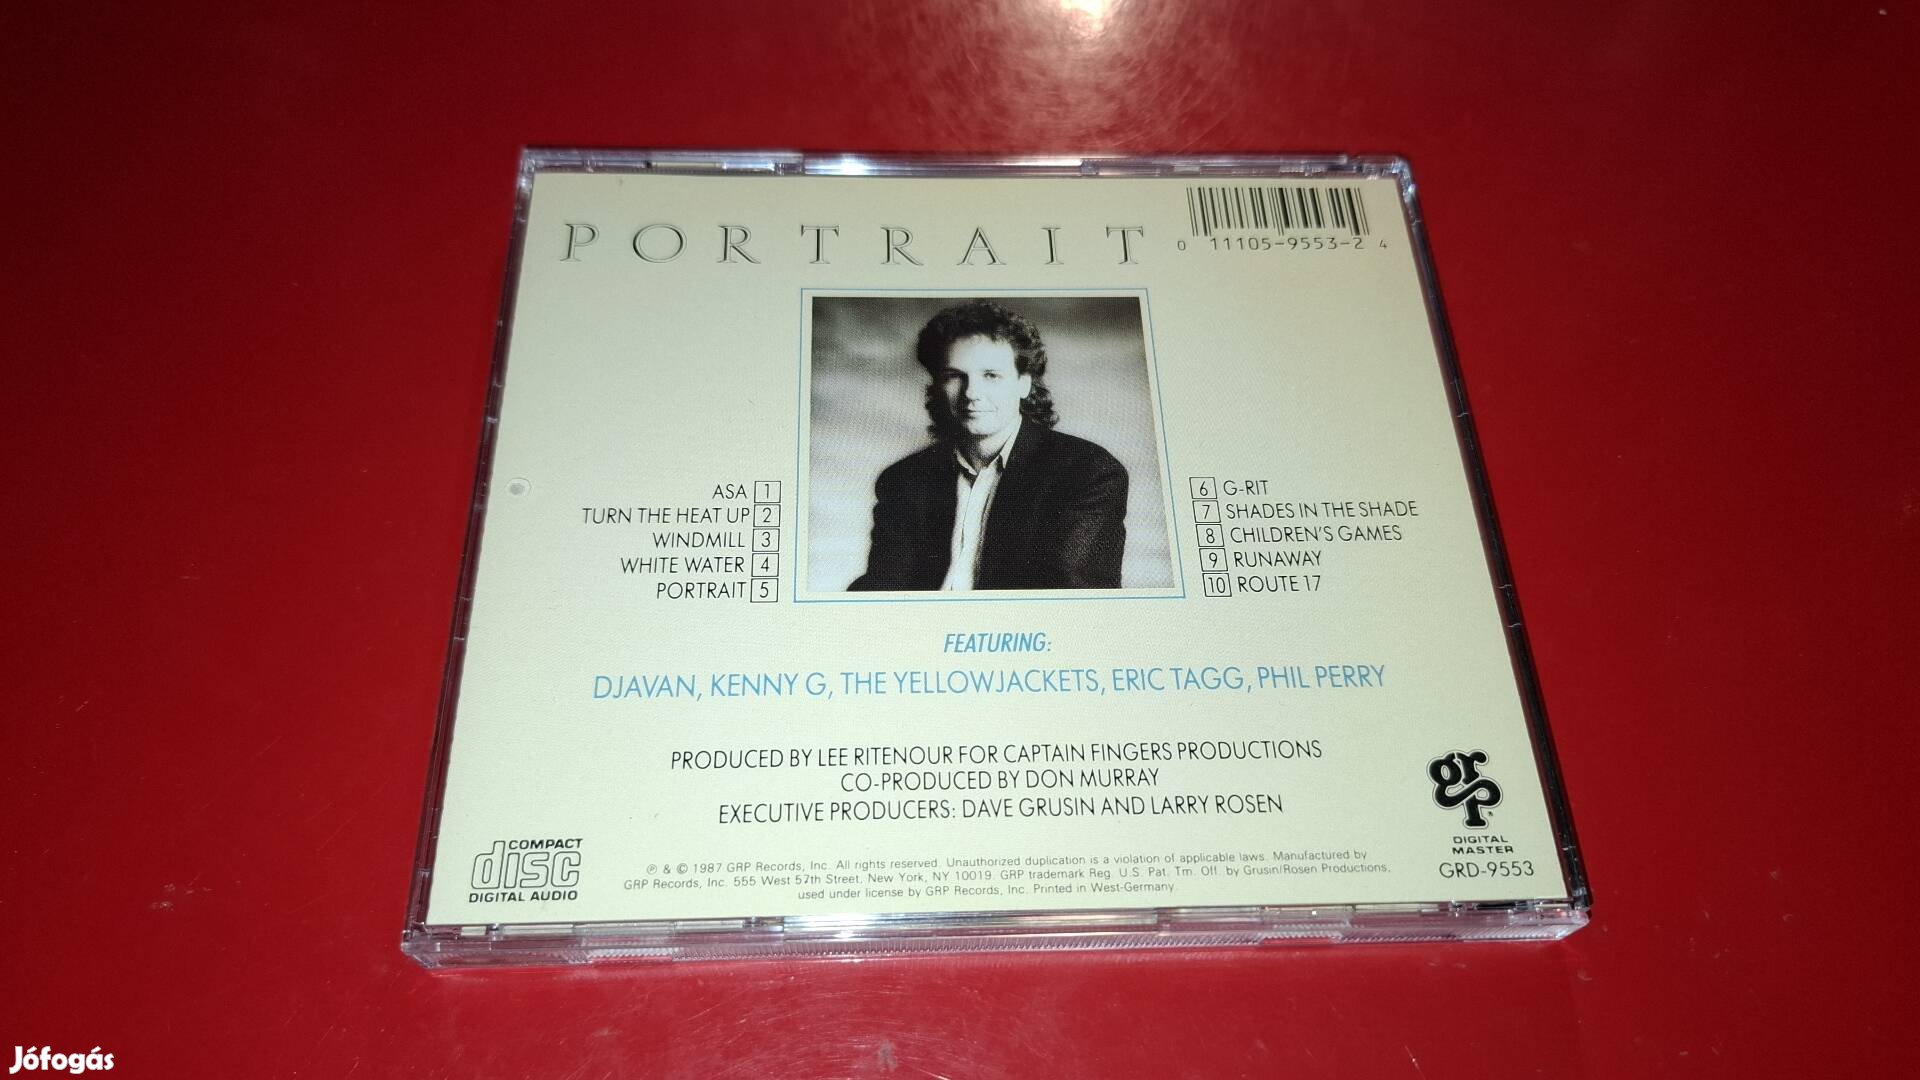 PORTRAIT
0 11105-9553-2 4
ASA 1
TURN THE HEAT UP 2
WINDMILL 3
WHITE WATER 4
PORTRAIT 5
6 G-RIT
7 SHADES IN THE SHADE
8 CHILDREN'S GAMES
9 RUNAWAY
10 ROUTE 17
FEATURING:
DJAVAN, KENNY G, THE YELLOWJACKETS, ERIC TAGG, PHIL PERRY
PRODUCED BY LEE RITENOUR FOR CAPTAIN FINGERS PRODUCTIONS
CO-PRODUCED BY DON MURRAY
EXECUTIVE PRODUCERS: DAVE GRUSIN AND LARRY ROSEN
grp
DIGITAL
MASTER
GRD-9553
COMPACT
disc
DIGITAL AUDIO
℗ & © 1987 GRP Records, Inc. All rights reserved. Unauthorized duplication is a violation of applicable laws. Manufactured by
GRP Records, Inc. 555 West 57th Street, New York, NY 10019. GRP trademark Reg. U.S. Pat. Tm. Off. by Grusin/Rosen Productions,
used under license by GRP Records, Inc. Printed in West-Germany.
Jófogás